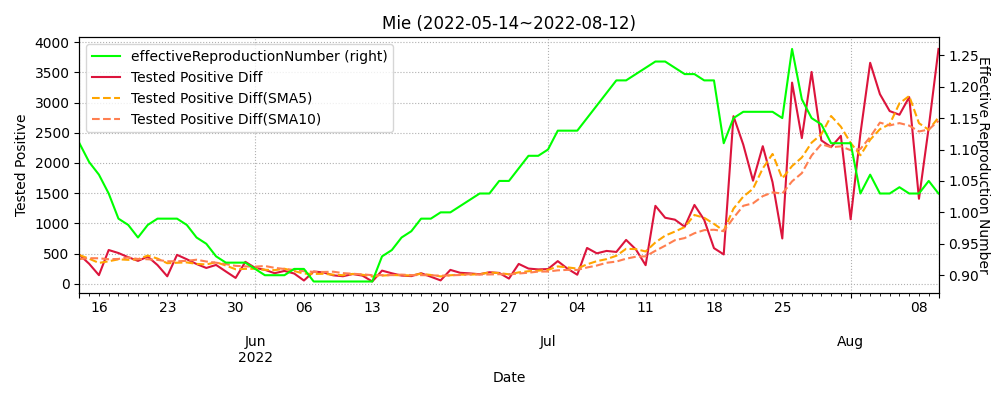 Mie (2022-05-14~2022-08-12)
effectiveReproductionNumber (right)
Tested Positive Diff
Tested Positive Diff(SMA5)
Tested Positive Diff(SMA10)
Tested Positive
4000
3500
3000
2500
2000
1500
1000
500
0
1.25
1.20
1.15
1.10
1.05
1.00
0.95
0.90
Effective Reproduction Number
16 23 30 06 13 20 27 04 11 18 25 08
Jun Jul Aug
2022
Date